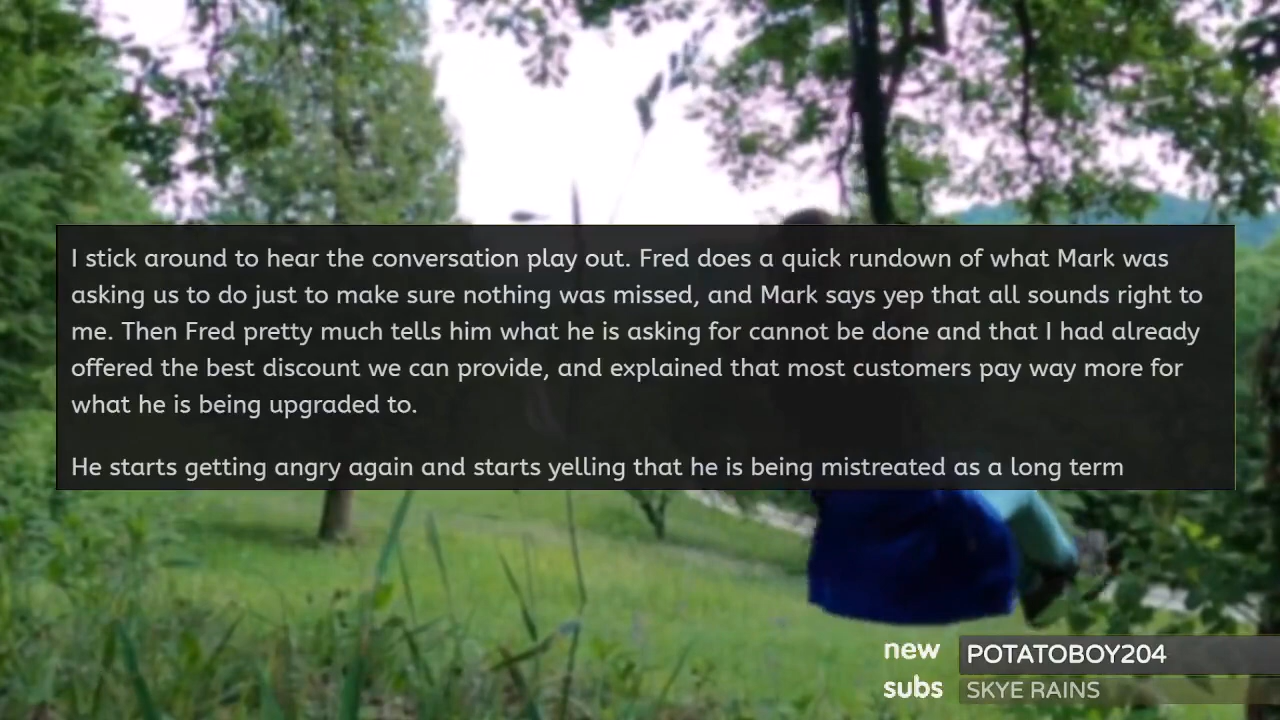 I stick around to hear the conversation play out. Fred does a quick rundown of what Mark was
asking us to do just to make sure nothing was missed, and Mark says yep that all sounds right to
me. Then Fred pretty much tells him what he is asking for cannot be done and that I had already
offered the best discount we can provide, and explained that most customers pay way more for
what he is being upgraded to.
He starts getting angry again and starts yelling that he is being mistreated as a long term
new
POTATOBOY204
subs
SKYE RAINS